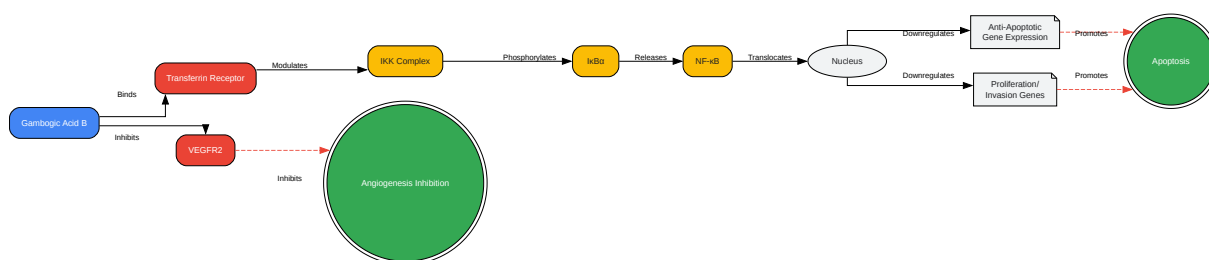 Gambogic Acid B
Binds
Inhibits
Transferrin Receptor
VEGFR2
Modulates
Inhibits
IKK Complex
Angiogenesis Inhibition
Phosphorylates
IκBα
Releases
NF-κB
Translocates
Nucleus
Downregulates
Downregulates
Anti-Apoptotic
Gene Expression
Proliferation/
Invasion Genes
Promotes
Promotes
Apoptosis